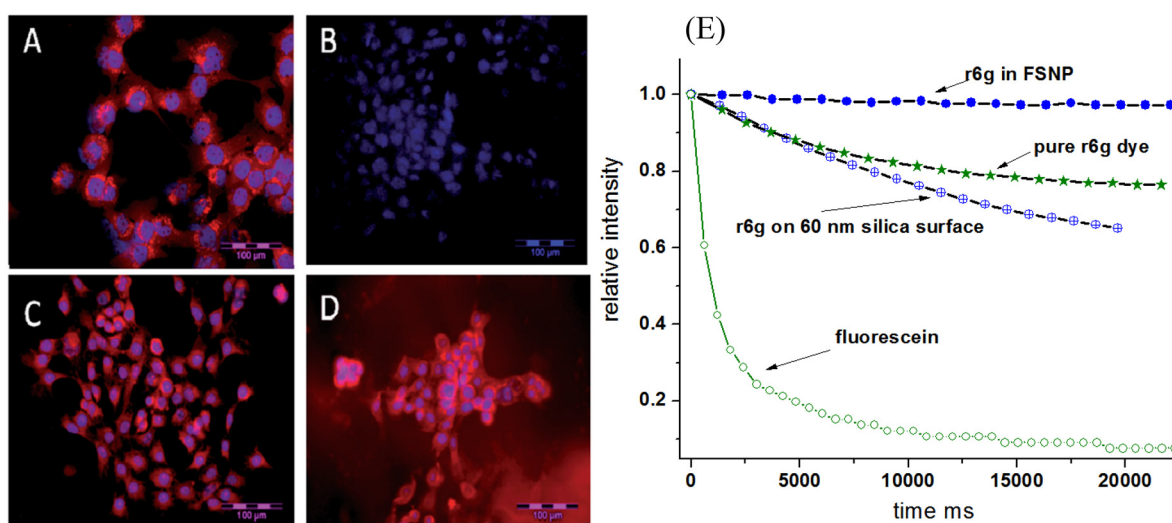 A
B
C
D
100 μm
100 μm
100 μm
100 μm
(E)
r6g in FSNP
pure r6g dye
r6g on 60 nm silica surface
fluorescein
relative intensity
1.0
0.8
0.6
0.4
0.2
0
5000
10000
15000
20000
time ms